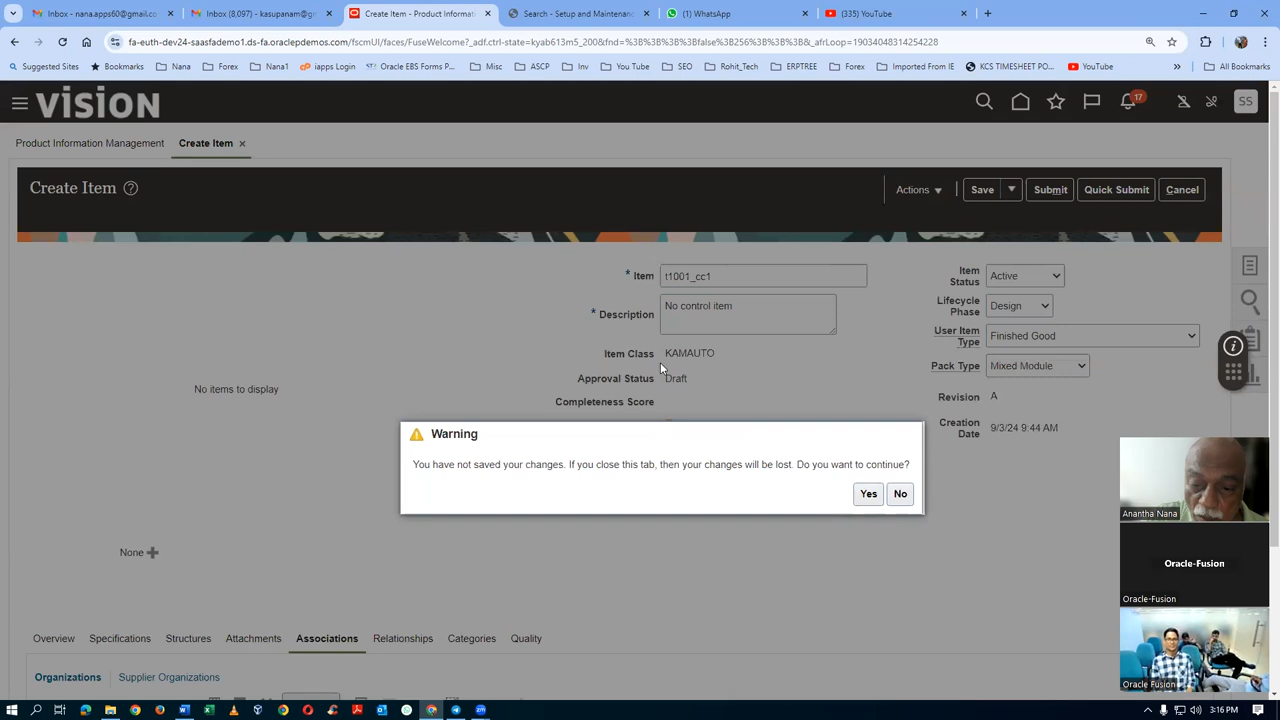 Inbox - nana.apps60@gmail.co
Inbox (8,097) - kasupanam@g
Create Item - Product Informati
Search - Setup and Maintenanc
(1) WhatsApp
(335) YouTube
fa-euth-dev24-saasfademo1.ds-fa.oraclepdemos.com/fscmUI/faces/FuseWelcome?_adf.ctrl-state=kyab613m5_200&fnd=%3B%3B%3B%3Bfalse%3B256%3B%3B%3B&_afrLoop=19034048314254228
Suggested Sites
Bookmarks
Nana
Forex
Nana1
iapps Login
Oracle EBS Forms P...
Misc
ASCP
Inv
You Tube
SEO
Rohit_Tech
ERPTREE
Forex
Imported From IE
KCS TIMESHEET PO...
YouTube
All Bookmarks
VISION
17
SS
Product Information Management
Create Item
Create Item
Actions
Save
Submit
Quick Submit
Cancel
* Item t1001_cc1
* Description No control item
Item Class KAMAUTO
Approval Status Draft
Completeness Score
Item Status Active
Lifecycle Phase Design
User Item Type Finished Good
Pack Type Mixed Module
Revision A
Creation Date 9/3/24 9:44 AM
No items to display
Warning
You have not saved your changes. If you close this tab, then your changes will be lost. Do you want to continue?
Yes
No
None
Anantha Nana
Oracle-Fusion
Oracle-Fusion
Oracle Fusion
Overview
Specifications
Structures
Attachments
Associations
Relationships
Categories
Quality
Organizations
Supplier Organizations
3:16 PM